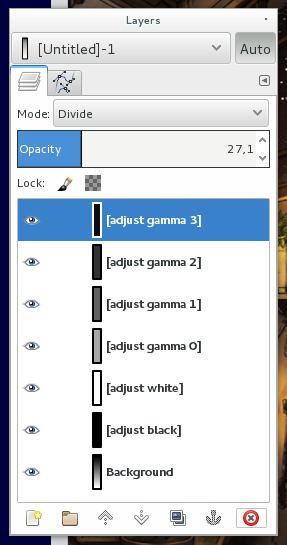 Layers
[Untitled]-1
Auto
Mode: Divide
Opacity 27,1
Lock:
[adjust gamma 3]
[adjust gamma 2]
[adjust gamma 1]
[adjust gamma 0]
[adjust white]
[adjust black]
Background